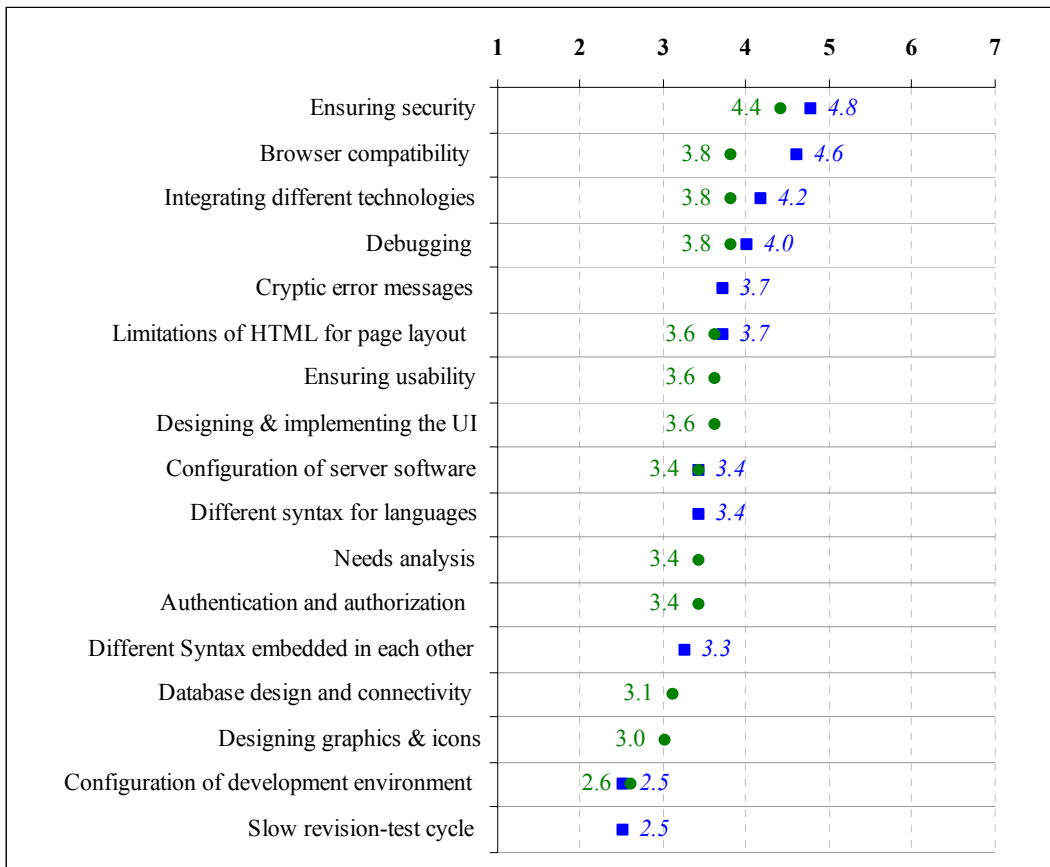 1 2 3 4 5 6 7
Ensuring security 4.4 4.8
Browser compatibility 3.8 4.6
Integrating different technologies 3.8 4.2
Debugging 3.8 4.0
Cryptic error messages 3.7
Limitations of HTML for page layout 3.6 3.7
Ensuring usability 3.6
Designing & implementing the UI 3.6
Configuration of server software 3.4 3.4
Different syntax for languages 3.4
Needs analysis 3.4
Authentication and authorization 3.4
Different Syntax embedded in each other 3.3
Database design and connectivity 3.1
Designing graphics & icons 3.0
Configuration of development environment 2.6 2.5
Slow revision-test cycle 2.5